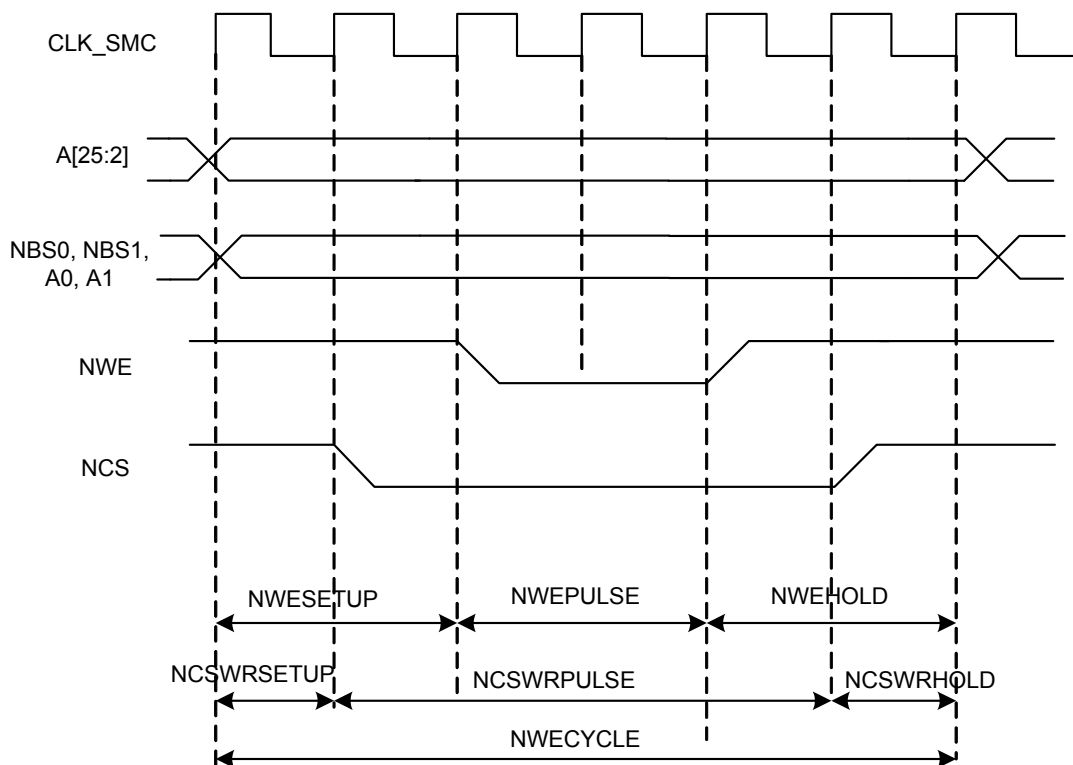 CLK_SMC
A[25:2]
NBS0, NBS1,
A0, A1
NWE
NCS
NWESETUP
NWEPULSE
NWEHOLD
NCSWRSETUP
NCSWRPULSE
NCSWRHOLD
NWECYCLE